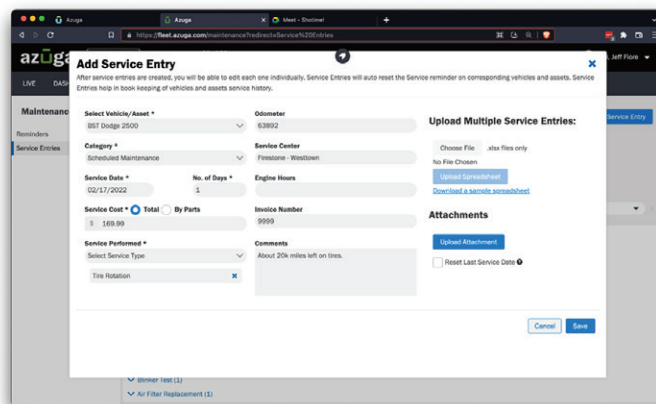 Azuga
Azuga
Meet - Shotime!
https://fleet.azuga.com/maintenance?redirect=Service%20Entries
azuga
Jeff Fiore
LIVE
DASH
Maintenanc
Reminders
Service Entries
Service Entry
Add Service Entry
After service entries are created, you will be able to edit each one individually. Service Entries will auto reset the Service reminder on corresponding vehicles and assets. Service
Entries help in book keeping of vehicles and assets service history.
Select Vehicle/Asset *
Odometer
BST Dodge 2500
63892
Category *
Service Center
Scheduled Maintenance
Firestone - Westtown
Service Date *
No. of Days *
Engine Hours
02/17/2022
1
Service Cost *
Total
By Parts
Invoice Number
$ 169.99
9999
Service Performed *
Comments
Select Service Type
About 20k miles left on tires.
Tire Rotation
Upload Multiple Service Entries:
Choose File
.xlsx files only
No File Chosen
Upload Spreadsheet
Download a sample spreadsheet
Attachments
Upload Attachment
Reset Last Service Date
Cancel
Save
Blinker Test (1)
Air Filter Replacement (1)